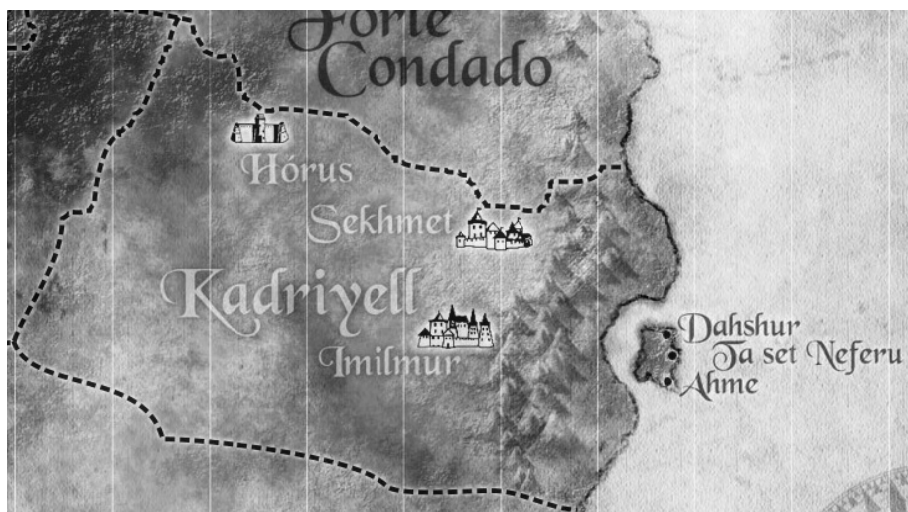 Forte
Condado
Hórus
Sekhmet
Kadriyell
Imilmur
Dahshur
Ta set Neferu
Ahme